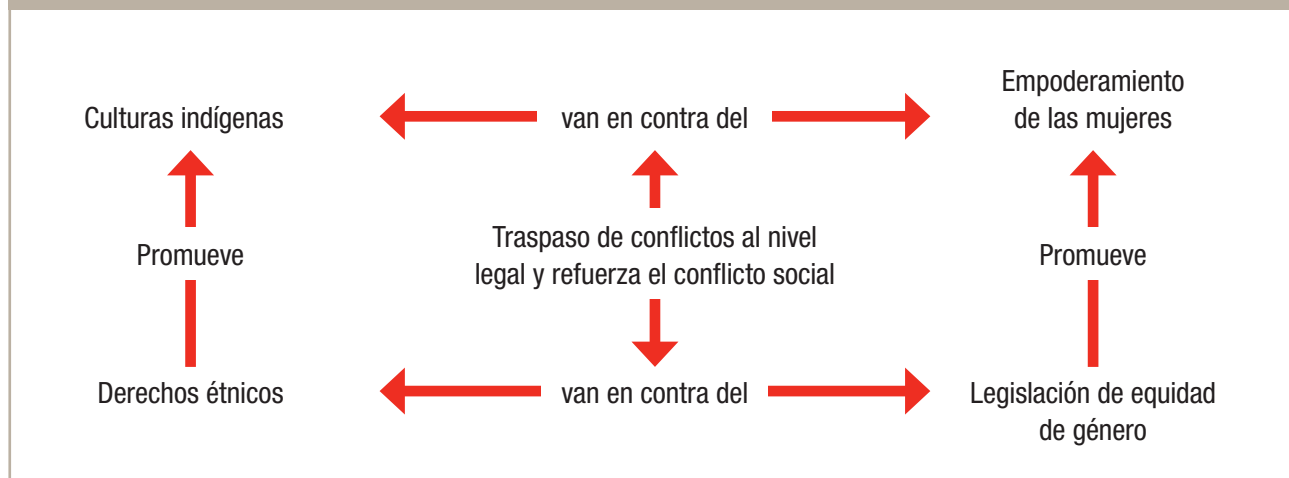 Culturas indígenas
van en contra del
Empoderamiento
de las mujeres
Promueve
Traspaso de conflictos al nivel
legal y refuerza el conflicto social
Promueve
Derechos étnicos
van en contra del
Legislación de equidad
de género